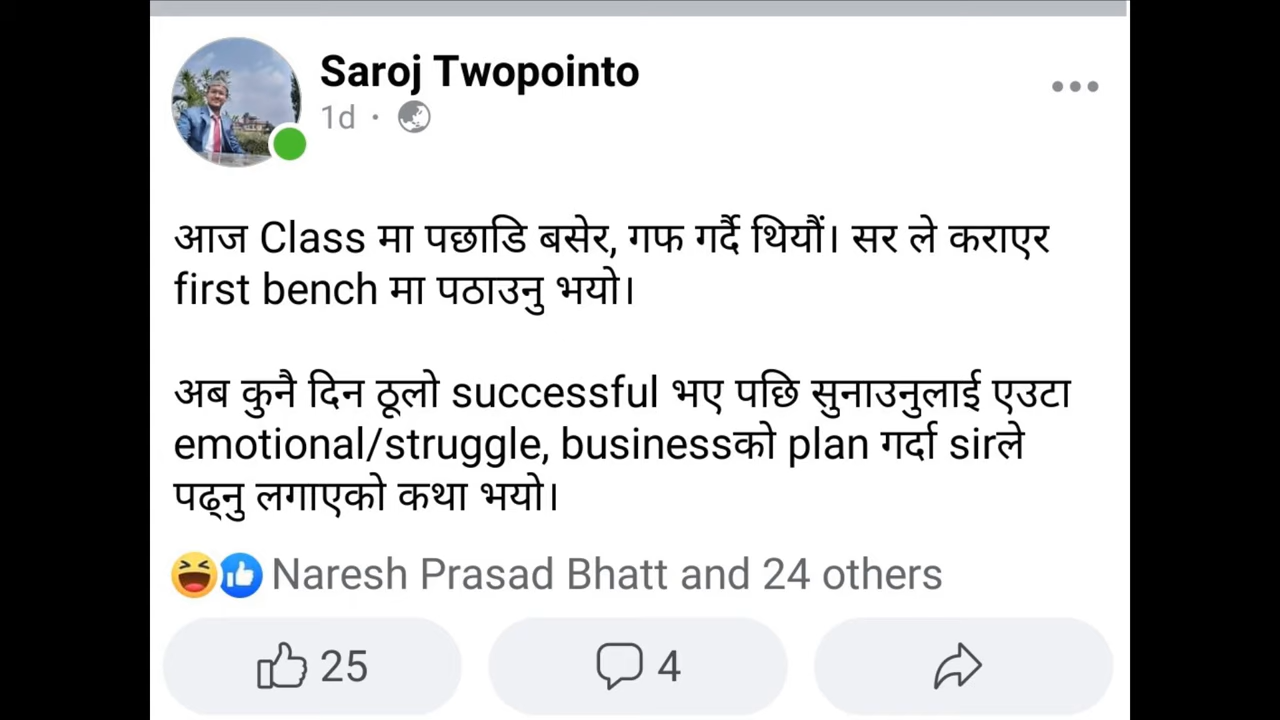 Saroj Twopointo
1d ·
आज Class मा पछाडि बसेर, गफ गर्दै थियौं। सर ले कराएर
first bench मा पठाउनु भयो।
अब कुनै दिन ठूलो successful भए पछि सुनाउनुलाई एउटा
emotional/struggle, businessको plan गर्दा sirले
पढ्नु लगाएको कथा भयो।
Naresh Prasad Bhatt and 24 others
25 4